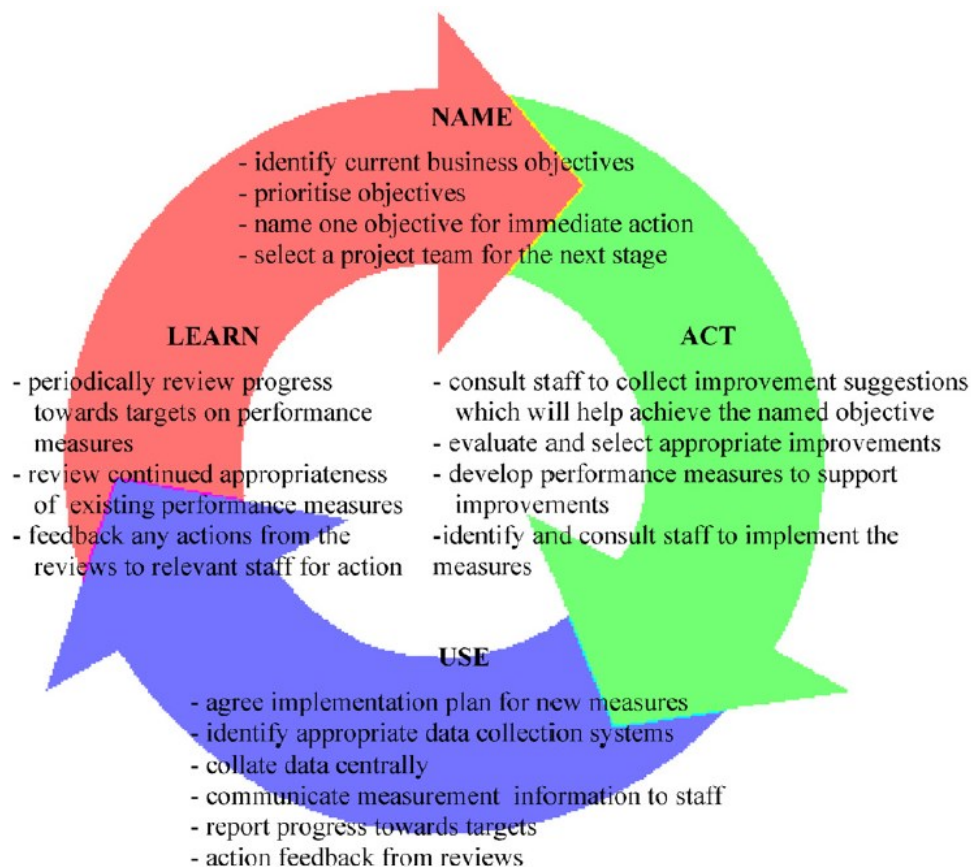 NAME
- identify current business objectives
- prioritise objectives
- name one objective for immediate action
- select a project team for the next stage
ACT
- consult staff to collect improvement suggestions
which will help achieve the named objective
- evaluate and select appropriate improvements
- develop performance measures to support
improvements
-identify and consult staff to implement the
measures
USE
- agree implementation plan for new measures
- identify appropriate data collection systems
- collate data centrally
- communicate measurement information to staff
- report progress towards targets
- action feedback from reviews
LEARN
- periodically review progress
towards targets on performance
measures
- review continued appropriateness
of existing performance measures
- feedback any actions from the
reviews to relevant staff for action